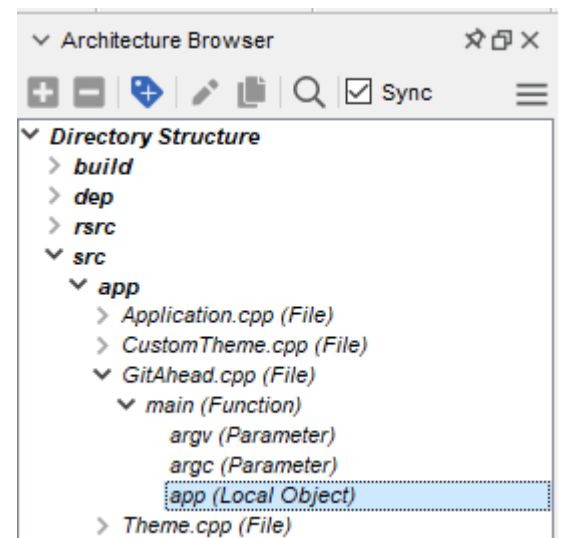 Architecture Browser
Sync
Directory Structure
build
dep
rsrc
src
app
Application.cpp (File)
CustomTheme.cpp (File)
GitAhead.cpp (File)
main (Function)
argv (Parameter)
argc (Parameter)
app (Local Object)
Theme.cpp (File)